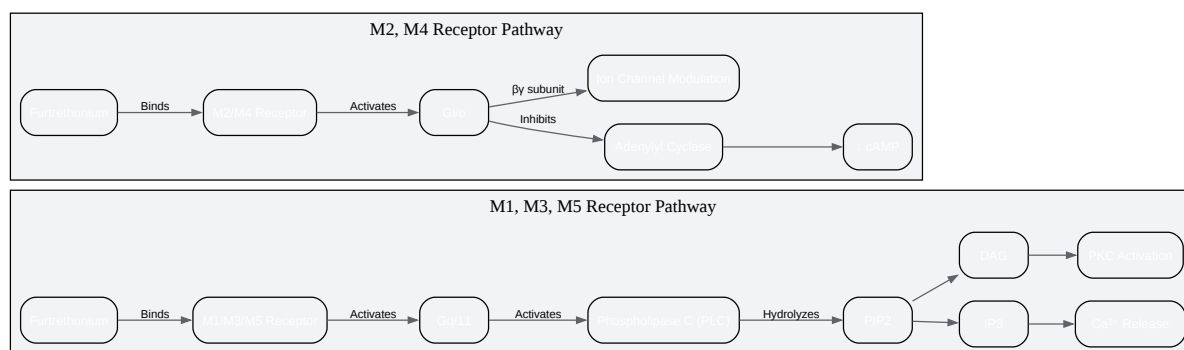 M2, M4 Receptor Pathway
Furtrethonium
Binds
M2/M4 Receptor
Activates
Gi/o
βγ subunit
Ion Channel Modulation
Inhibits
Adenylyl Cyclase
↓ cAMP
M1, M3, M5 Receptor Pathway
Furtrethonium
Binds
M1/M3/M5 Receptor
Activates
Gq/11
Activates
Phospholipase C (PLC)
Hydrolyzes
PIP2
DAG
PKC Activation
IP3
Ca²⁺ Release